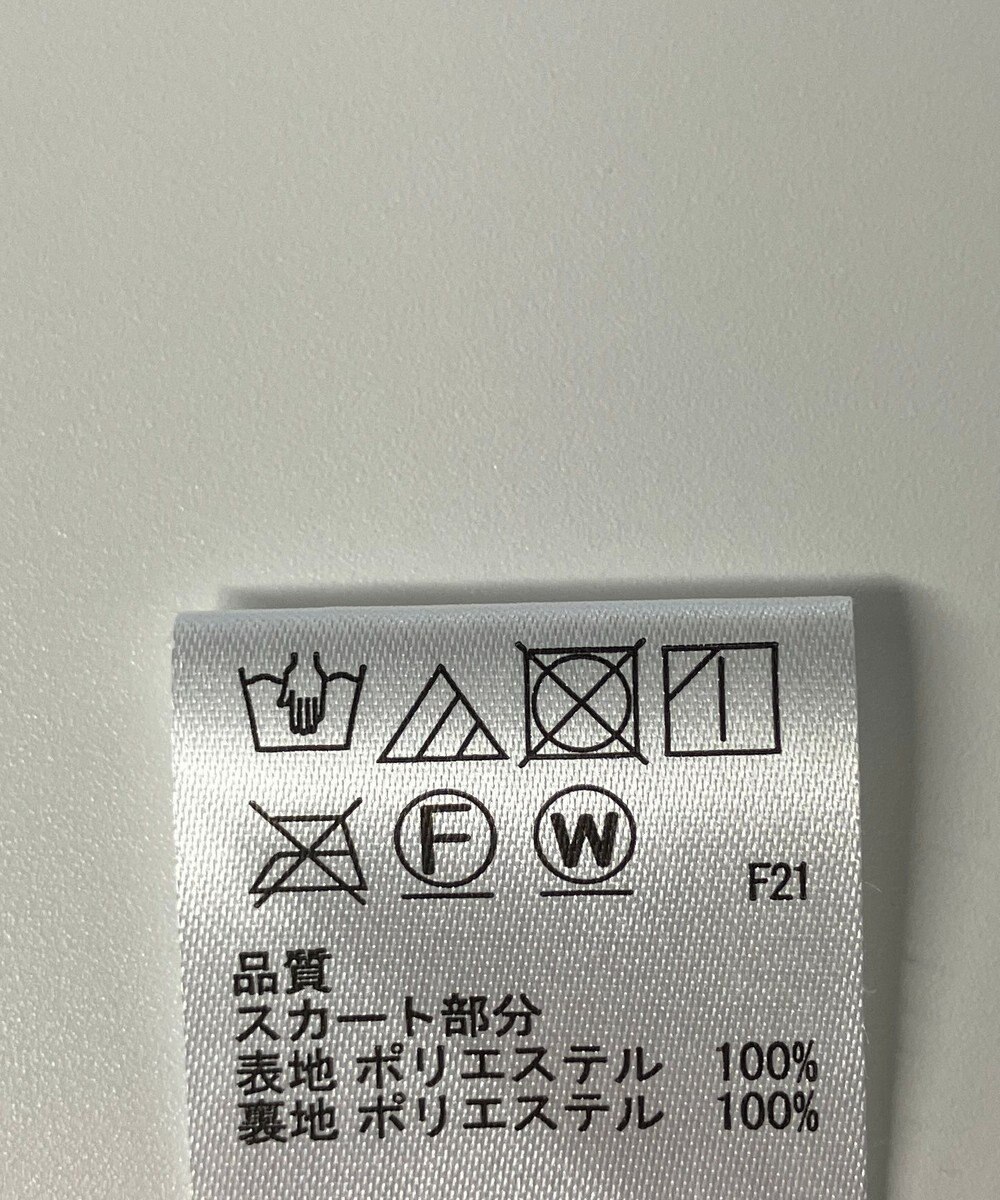 F W F21
品質
スカート部分
表地 ポリエステル 100%
裏地 ポリエステル 100%